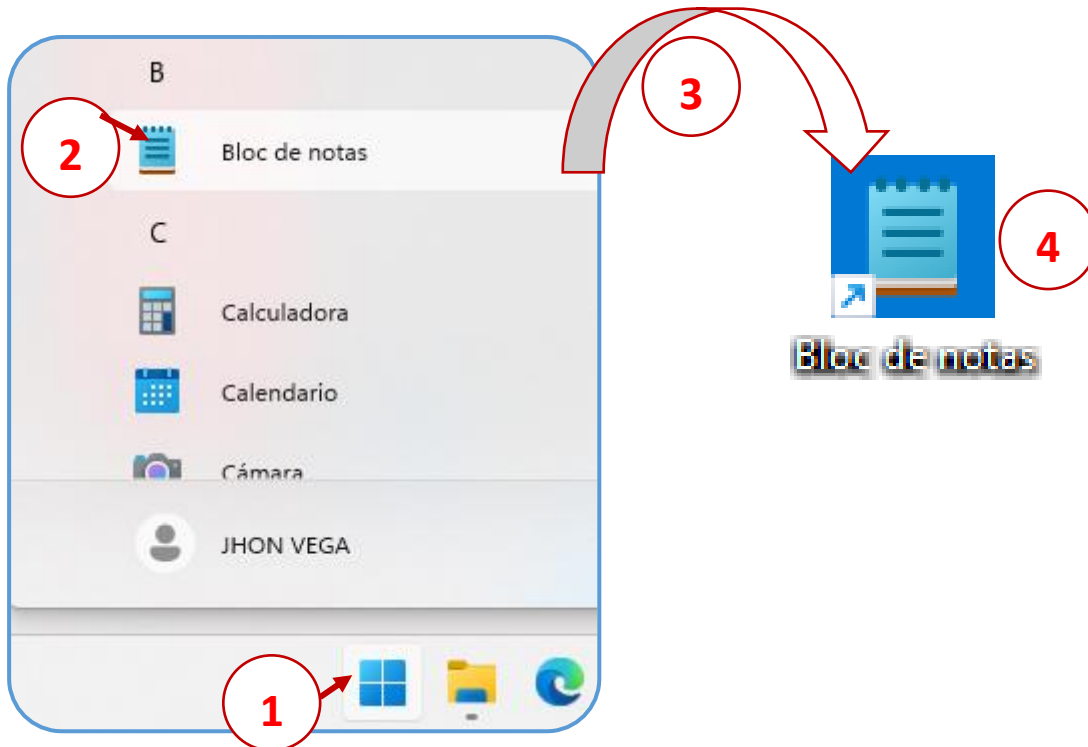 B
2
Bloc de notas
3
4
C
Calculadora
Bloc de notas
Calendario
Cámara
JHON VEGA
1